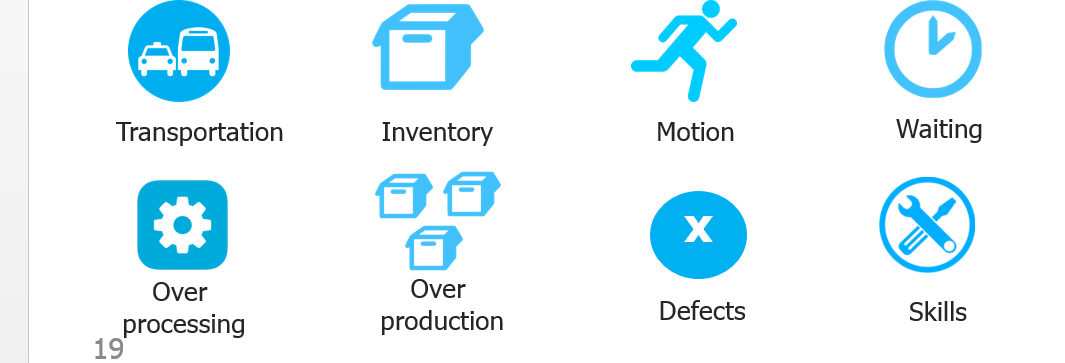 Transportation
Inventory
Motion
Waiting
x
Over
processing
Over
production
Defects
Skills
19